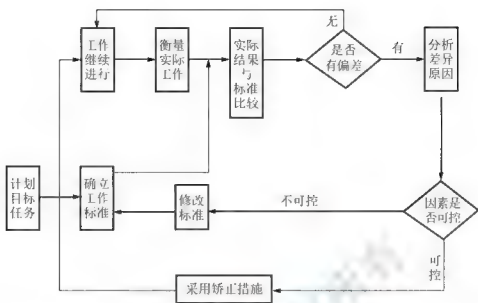 无
工作
继续
进行
衡量
实际
工作
实际
结果
与
标准
比较
是否
有偏差
有
分析
差异
原因
计划
目标
任务
确立
工作
标准
修改
标准
不可控
因素是
否可控
可
控
采用矫正措施